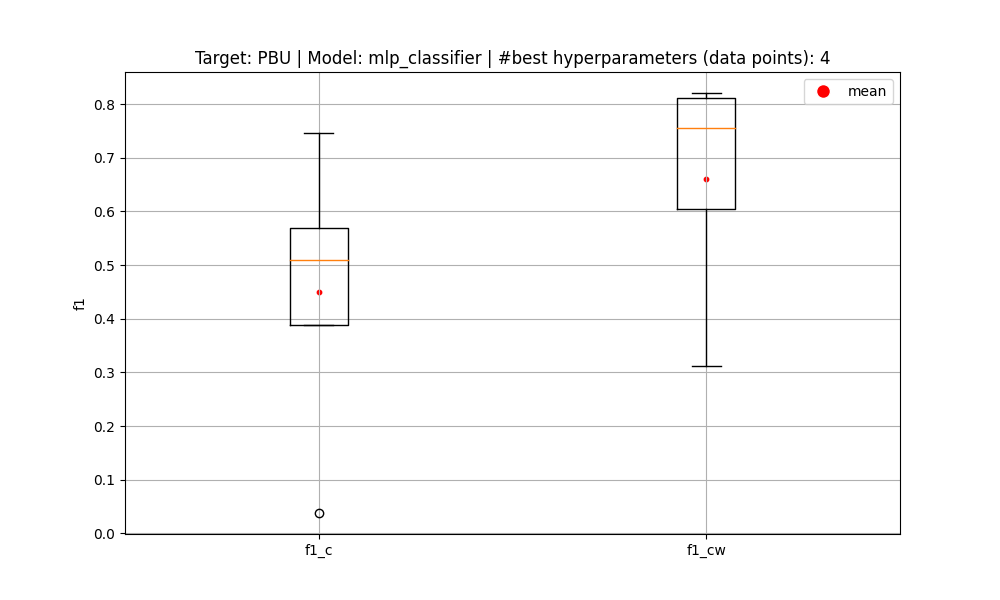 Target: PBU | Model: mlp_classifier | #best hyperparameters (data points): 4
mean
0.8
0.7
0.6
0.5
0.4
0.3
0.2
0.1
0.0
f1
f1_c
f1_cw